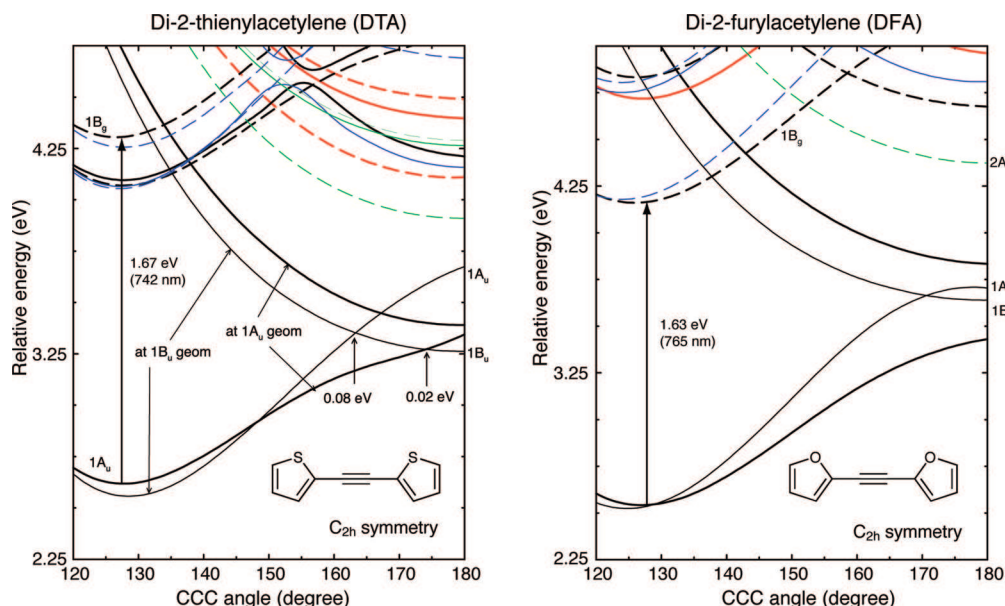 Di-2-thienylacetylene (DTA)
Relative energy (eV)
4.25
3.25
2.25
120 130 140 150 160 170 180
CCC angle (degree)
1Bg
1.67 eV
(742 nm)
at 1Bu geom
at 1Au geom
0.08 eV
0.02 eV
1Au
1Bu
1Au
S
S
C2h symmetry
Di-2-furylacetylene (DFA)
Relative energy (eV)
4.25
3.25
2.25
120 130 140 150 160 170 180
CCC angle (degree)
1Bg
2A
1.63 eV
(765 nm)
1A
1B
O
O
C2h symmetry